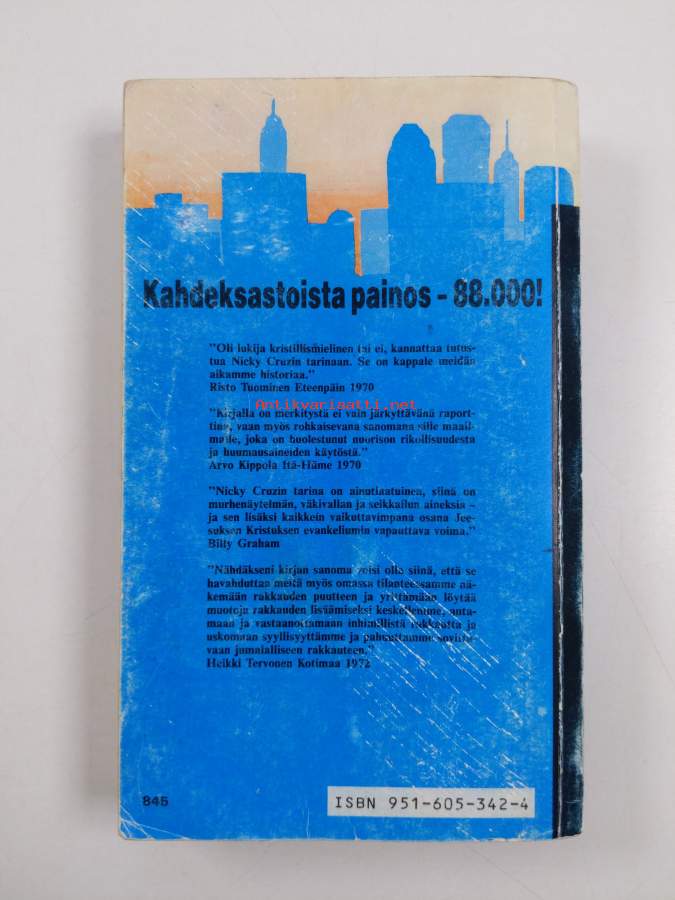 Kahdeksastoista painos - 88.000!
"Oli lukija kristillismielinen tai ei, kannattaa tutus-
tua Nicky Cruzin tarinaan. Se on kappale meidän
aikamme historiaa."
Risto Tuominen Eteenpäin 1970
Antikvariaatti.net
"Kirjalla on merkitystä ei vain järkyttävänä raport-
tina, vaan myös rohkaisevana sanomana sille maail-
malle, joka on huolestunut nuorison rikollisuudesta
ja huumausaineiden käytöstä."
Arvo Kippola Itä-Häme 1970
"Nicky Cruzin tarina on ainutlaatuinen, siinä on
murhenäytelmän, väkivallan ja seikkailun aineksia –
ja sen lisäksi kaikkein vaikuttavimpana osana Jee-
suksen Kristuksen evankeliumin vapauttava voima."
Billy Graham
"Nähdäkseni kirjan sanoma voisi olla siinä, että se
havahduttaa meitä myös omassa tilanteessamme nä-
kemään rakkauden puutteen ja yrittämään löytää
muotoja rakkauden lisäämiseksi keskellemme, anta-
maan ja vastaanottamaan inhimillistä rakkautta ja
uskomaan syyllisyyttämme ja pahuuttamme sovitta-
vaan jumalalliseen rakkauteen."
Heikki Tervonen Kotimaa 1972
845
ISBN 951-605-342-4